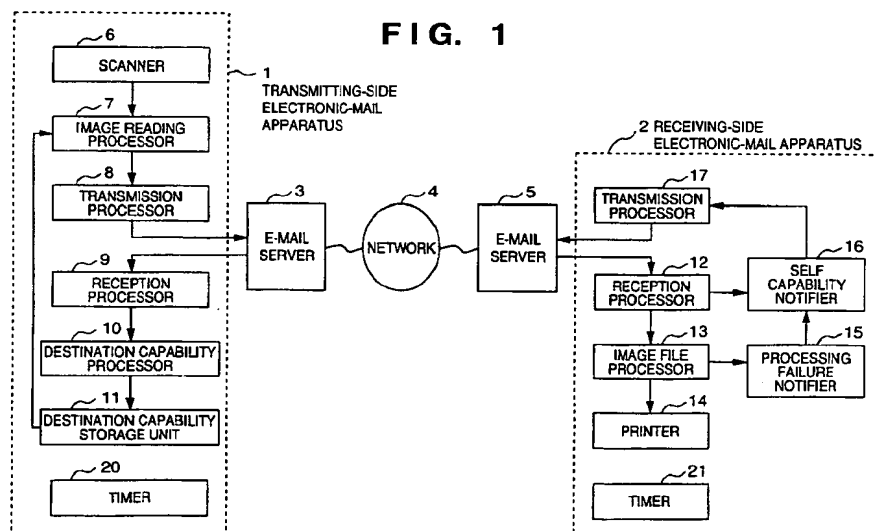 FIG. 1
6
SCANNER
1
TRANSMITTING-SIDE
ELECTRONIC-MAIL
APPARATUS
7
IMAGE READING
PROCESSOR
8
TRANSMISSION
PROCESSOR
9
RECEPTION
PROCESSOR
10
DESTINATION CAPABILITY
PROCESSOR
11
DESTINATION CAPABILITY
STORAGE UNIT
20
TIMER
3
E-MAIL
SERVER
4
NETWORK
5
E-MAIL
SERVER
2 RECEIVING-SIDE
ELECTRONIC-MAIL APPARATUS
17
TRANSMISSION
PROCESSOR
16
SELF
CAPABILITY
NOTIFIER
12
RECEPTION
PROCESSOR
13
IMAGE FILE
PROCESSOR
15
PROCESSING
FAILURE
NOTIFIER
14
PRINTER
21
TIMER